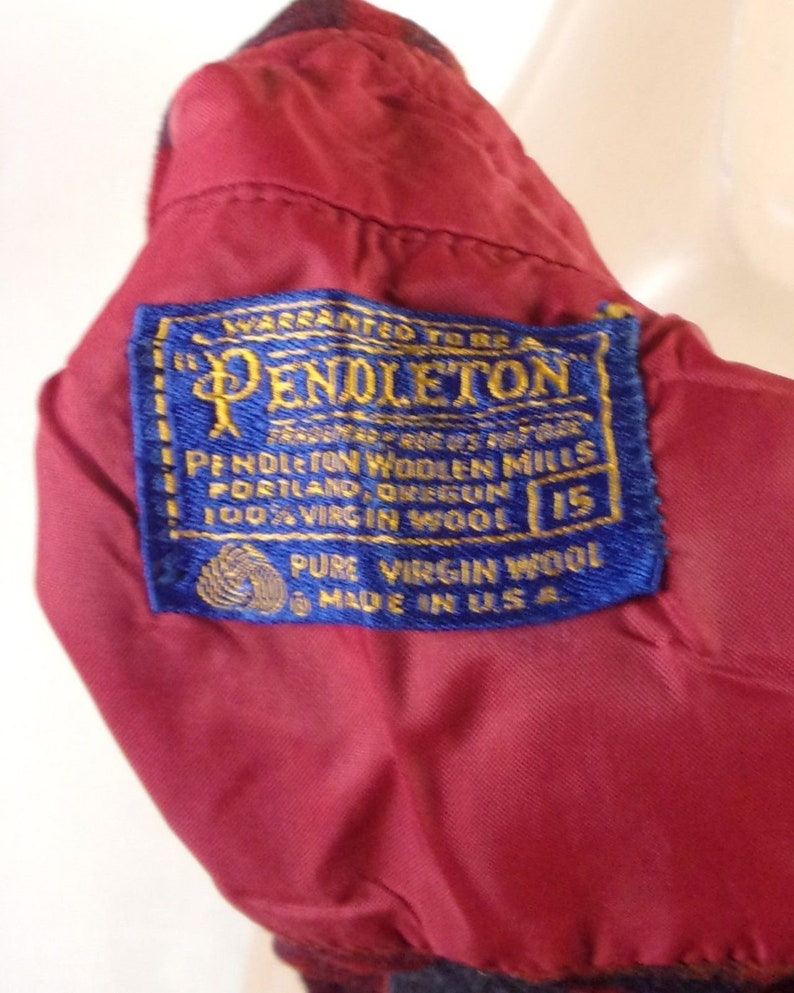 WARRANTED TO BE A
"PENDLETON"
PENDLETON WOOLEN MILLS
PORTLAND, OREGON
100% VIRGIN WOOL 15
PURE VIRGIN WOOL
® MADE IN U.S.A.